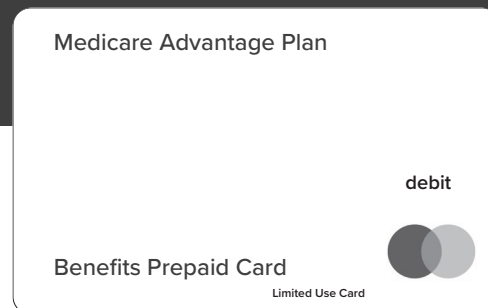 Medicare Advantage Plan
debit
Benefits Prepaid Card
Limited Use Card